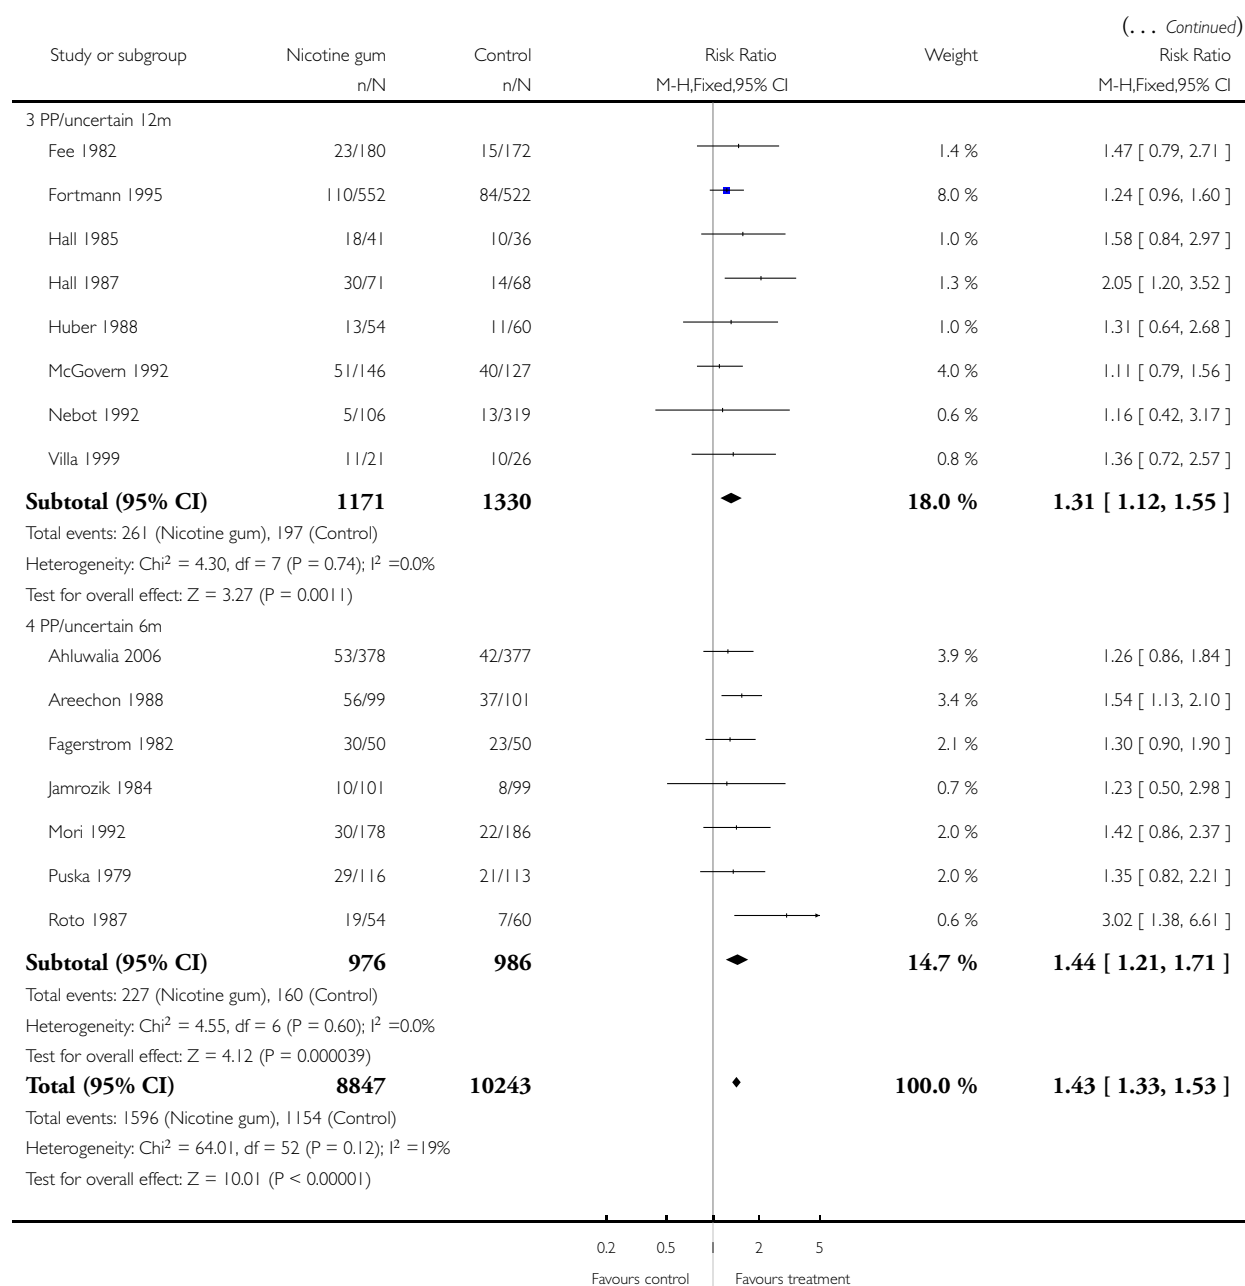 (. . . Continued)
Study or subgroup Nicotine gum Control Risk Ratio Weight Risk Ratio
n/N n/N M-H,Fixed,95% CI M-H,Fixed,95% CI
3 PP/uncertain 12m
Fee 1982 23/180 15/172 1.4 % 1.47 [ 0.79, 2.71 ]
Fortmann 1995 110/552 84/522 8.0 % 1.24 [ 0.96, 1.60 ]
Hall 1985 18/41 10/36 1.0 % 1.58 [ 0.84, 2.97 ]
Hall 1987 30/71 14/68 1.3 % 2.05 [ 1.20, 3.52 ]
Huber 1988 13/54 11/60 1.0 % 1.31 [ 0.64, 2.68 ]
McGovern 1992 51/146 40/127 4.0 % 1.11 [ 0.79, 1.56 ]
Nebot 1992 5/106 13/319 0.6 % 1.16 [ 0.42, 3.17 ]
Villa 1999 11/21 10/26 0.8 % 1.36 [ 0.72, 2.57 ]
Subtotal (95% CI) 1171 1330 18.0 % 1.31 [ 1.12, 1.55 ]
Total events: 261 (Nicotine gum), 197 (Control)
Heterogeneity: Chi² = 4.30, df = 7 (P = 0.74); I² =0.0%
Test for overall effect: Z = 3.27 (P = 0.0011)
4 PP/uncertain 6m
Ahluwalia 2006 53/378 42/377 3.9 % 1.26 [ 0.86, 1.84 ]
Areechon 1988 56/99 37/101 3.4 % 1.54 [ 1.13, 2.10 ]
Fagerstrom 1982 30/50 23/50 2.1 % 1.30 [ 0.90, 1.90 ]
Jamrozik 1984 10/101 8/99 0.7 % 1.23 [ 0.50, 2.98 ]
Mori 1992 30/178 22/186 2.0 % 1.42 [ 0.86, 2.37 ]
Puska 1979 29/116 21/113 2.0 % 1.35 [ 0.82, 2.21 ]
Roto 1987 19/54 7/60 0.6 % 3.02 [ 1.38, 6.61 ]
Subtotal (95% CI) 976 986 14.7 % 1.44 [ 1.21, 1.71 ]
Total events: 227 (Nicotine gum), 160 (Control)
Heterogeneity: Chi² = 4.55, df = 6 (P = 0.60); I² =0.0%
Test for overall effect: Z = 4.12 (P = 0.000039)
Total (95% CI) 8847 10243 100.0 % 1.43 [ 1.33, 1.53 ]
Total events: 1596 (Nicotine gum), 1154 (Control)
Heterogeneity: Chi² = 64.01, df = 52 (P = 0.12); I² =19%
Test for overall effect: Z = 10.01 (P < 0.00001)
0.2 0.5 1 2 5
Favours control Favours treatment